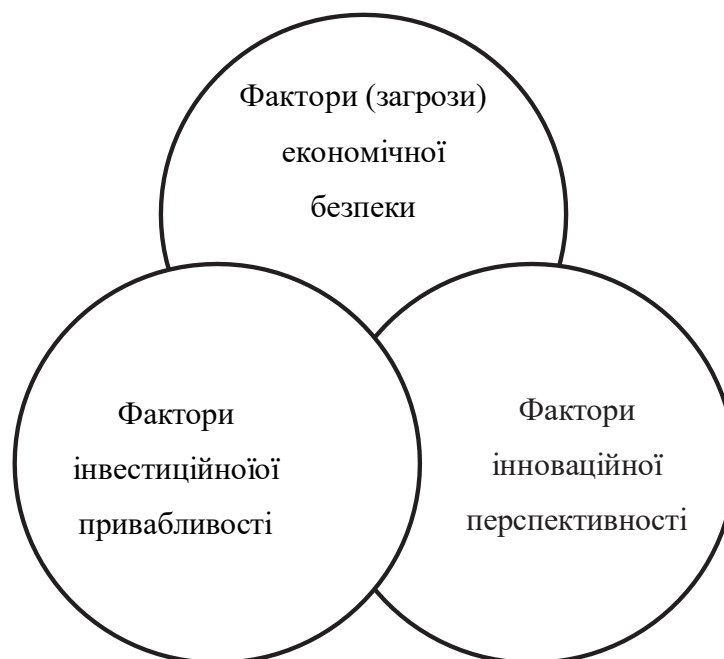 Фактори (загрози)
економічної
безпеки
Фактори
інвестиційноїої
привабливості
Фактори
інноваційної
перспективності